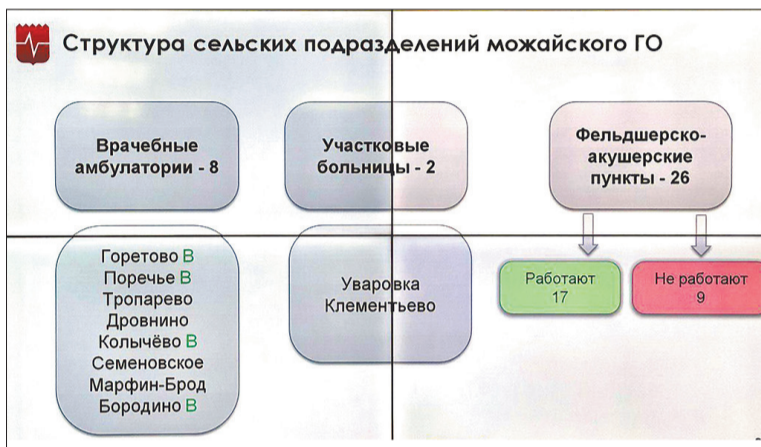 Структура сельских подразделений можайского ГО
Врачебные
амбулатории - 8
Участковые
больницы - 2
Фельдшерско-
акушерские
пункты - 26
Горетово В
Поречье В
Тропарево
Дровнино
Колычёво В
Семеновское
Марфин-Брод
Бородино В
Уваровка
Клементьево
Работают
17
Не работают
9